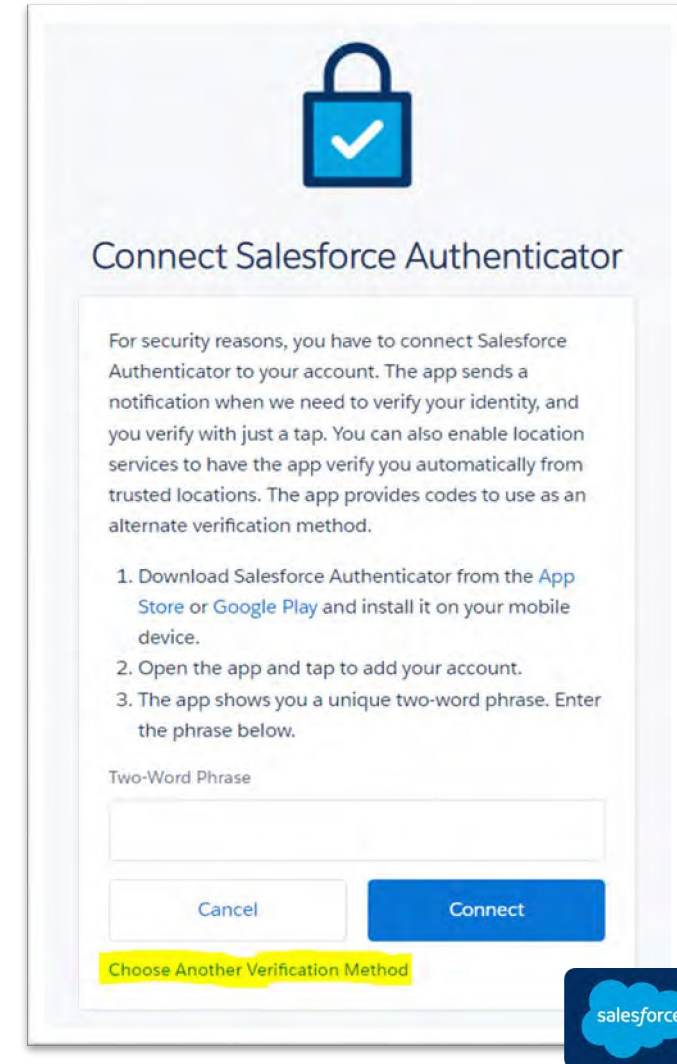 Connect Salesforce Authenticator
For security reasons, you have to connect Salesforce
Authenticator to your account. The app sends a
notification when we need to verify your identity, and
you verify with just a tap. You can also enable location
services to have the app verify you automatically from
trusted locations. The app provides codes to use as an
alternate verification method.
1. Download Salesforce Authenticator from the App
Store or Google Play and install it on your mobile
device.
2. Open the app and tap to add your account.
3. The app shows you a unique two-word phrase. Enter
the phrase below.
Two-Word Phrase
Cancel
Connect
Choose Another Verification Method
salesforce